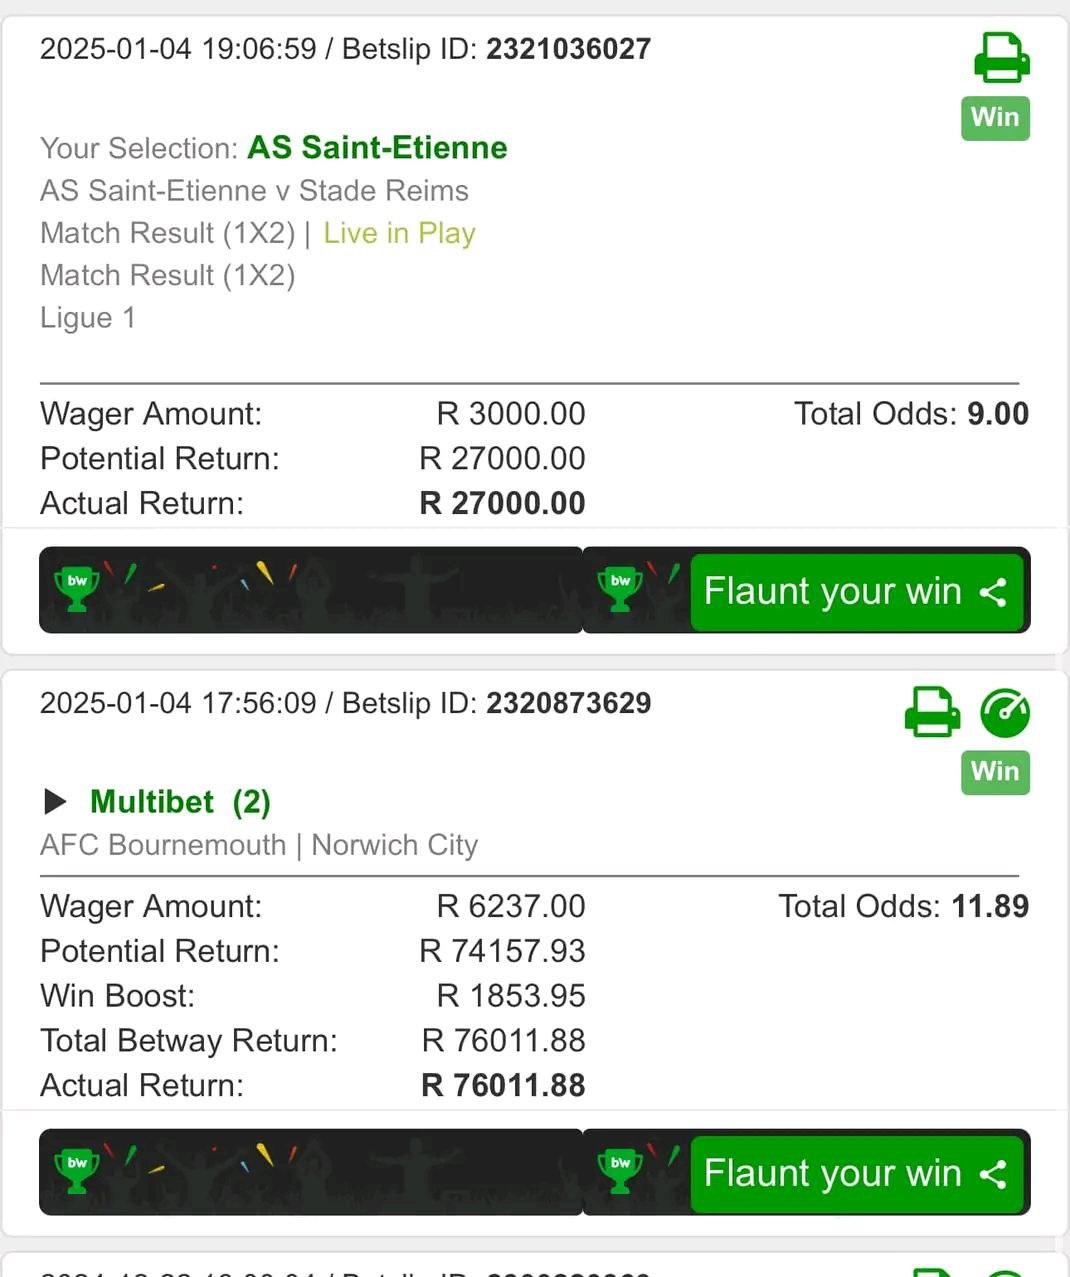 2025-01-04 19:06:59 / Betslip ID: 2321036027
Win
Your Selection: AS Saint-Etienne
AS Saint-Etienne v Stade Reims
Match Result (1X2) | Live in Play
Match Result (1X2)
Ligue 1
Wager Amount: R 3000.00 Total Odds: 9.00
Potential Return: R 27000.00
Actual Return: R 27000.00
bw bw Flaunt your win
2025-01-04 17:56:09 / Betslip ID: 2320873629
Win
Multibet (2)
AFC Bournemouth | Norwich City
Wager Amount: R 6237.00 Total Odds: 11.89
Potential Return: R 74157.93
Win Boost: R 1853.95
Total Betway Return: R 76011.88
Actual Return: R 76011.88
bw bw Flaunt your win